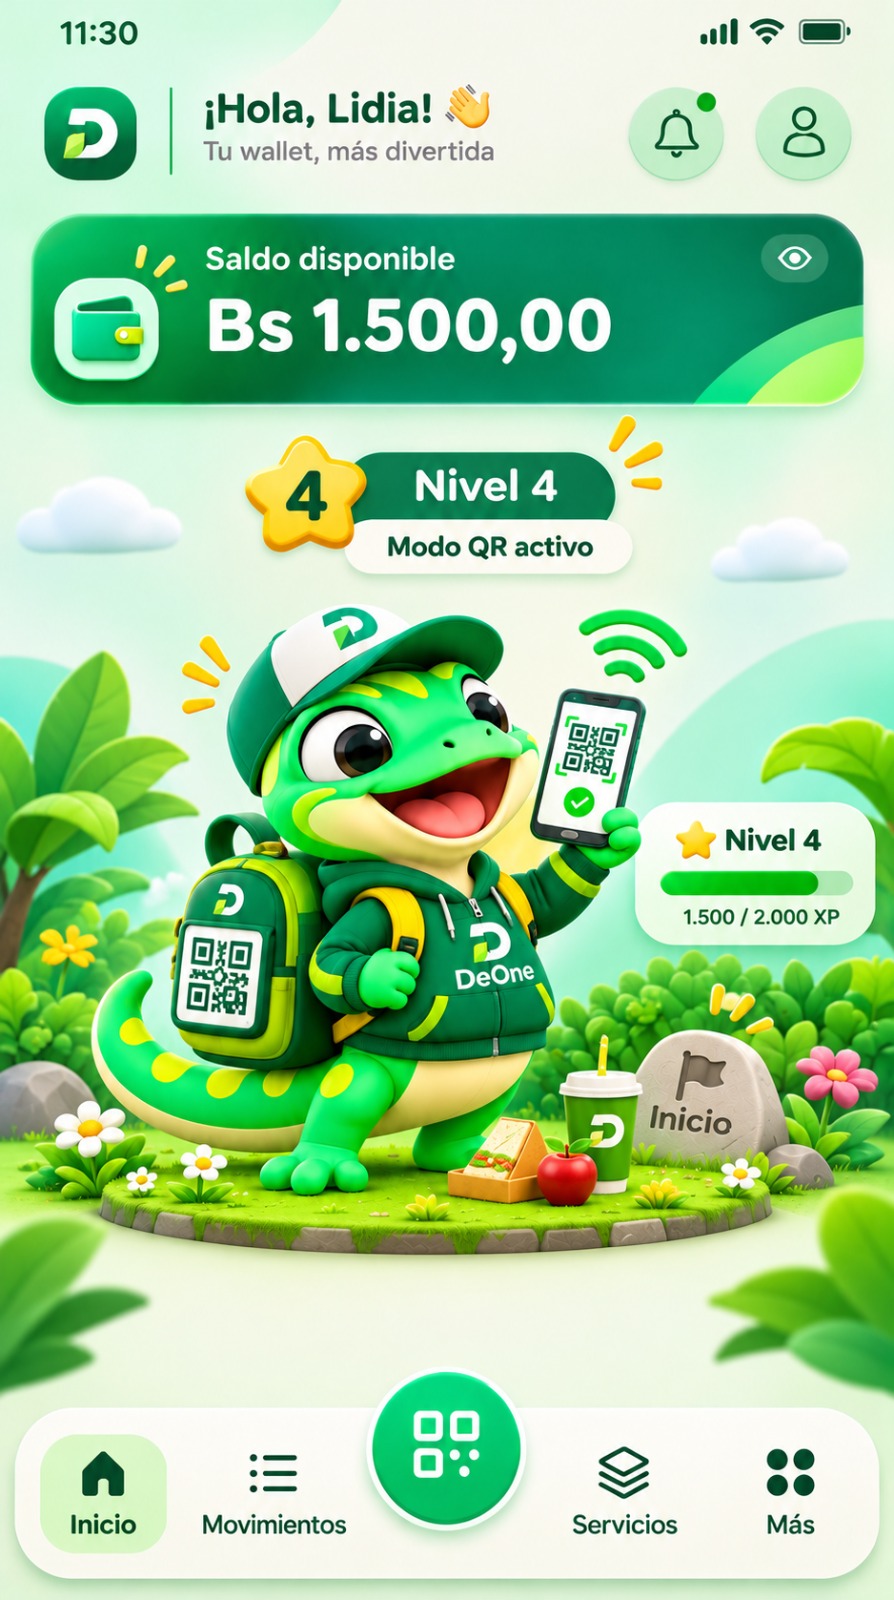 11:30
¡Hola, Lidia! 👋
Tu wallet, más divertida
Saldo disponible
Bs 1.500,00
4
Nivel 4
Modo QR activo
Nivel 4
1.500 / 2.000 XP
DeOne
Inicio
Inicio
Movimientos
Servicios
Más